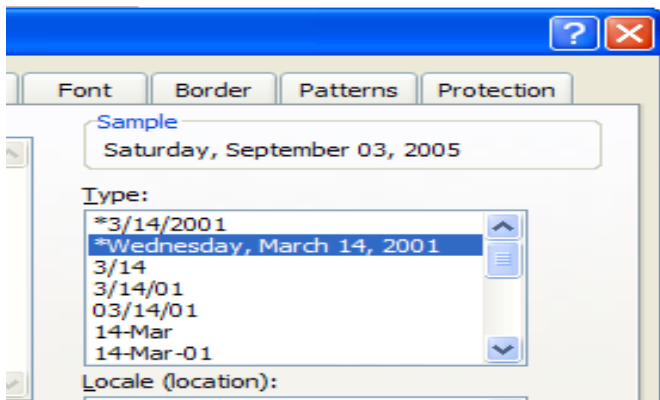 ?
Font Border Patterns Protection
Sample
Saturday, September 03, 2005
Type:
*3/14/2001
*Wednesday, March 14, 2001
3/14
3/14/01
03/14/01
14-Mar
14-Mar-01
Locale (location):